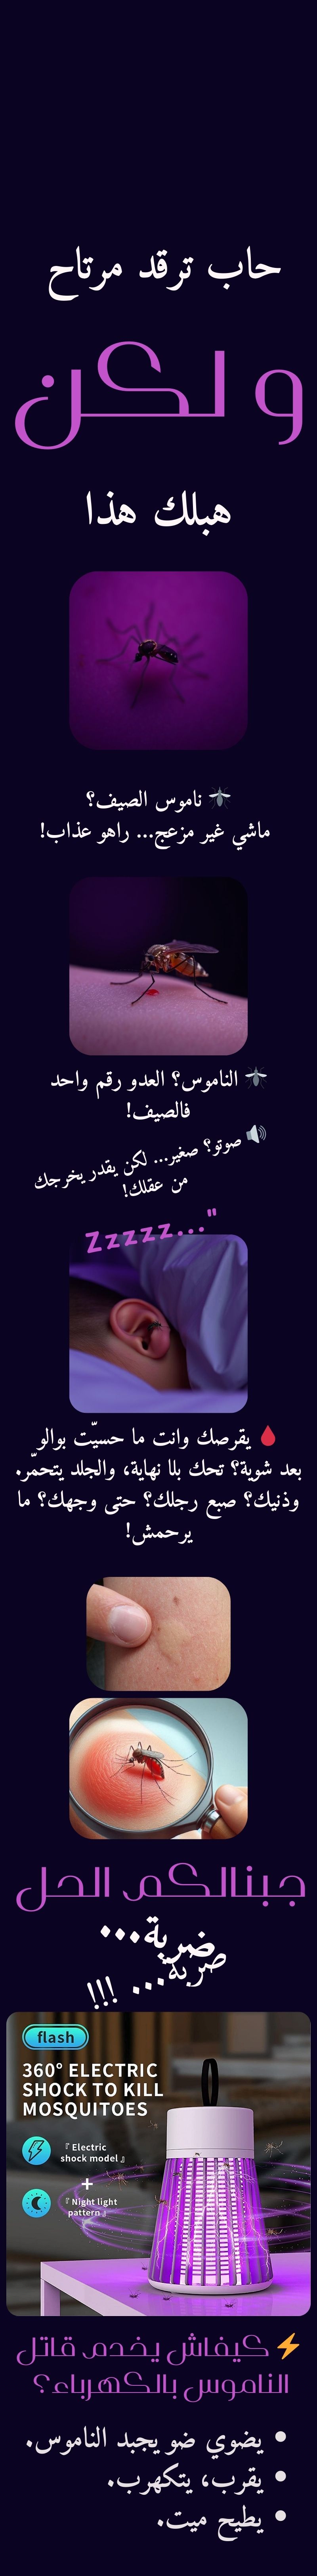 حاب ترقد مرتاح
ولكن
هبلك هذا
🦟 ناموس الصيف؟
ماشي غير مزعج... راهو عذاب!
🦟 الناموس؟ العدو رقم واحد
فالصيف!
🔊 صوتو؟ صغير... لكن يقدر يخرجك
من عقلك!
Zzzzz..."
🩸 يقرصك وانت ما حسيّت بوالو
بعد شوية؟ تحك بلا نهاية، والجلد يتحمّر.
وذنيك؟ صبع رجلك؟ حتى وجهك؟ ما
يرحمش!
جبنالكم الحل
ضربة...
ضربة... !!!
flash
360° ELECTRIC
SHOCK TO KILL
MOSQUITOES
『 Electric
shock model 』
+
『 Night light
pattern 』
⚡ كيفاش يخدم قاتل
الناموس بالكهرباء؟
• يضوي ضو يجبد الناموس.
• يقرب، يتكهرب.
• يطيح ميت.